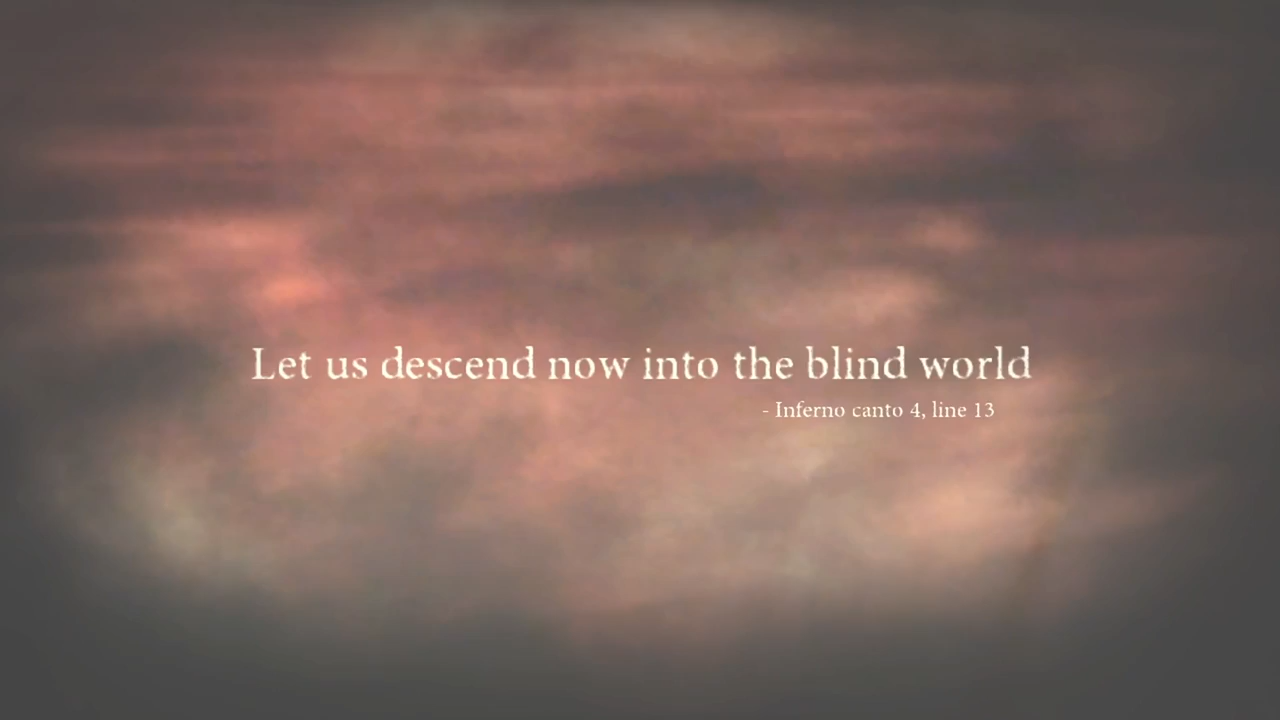 Let us descend now into the blind world
- Inferno canto 4, line 13